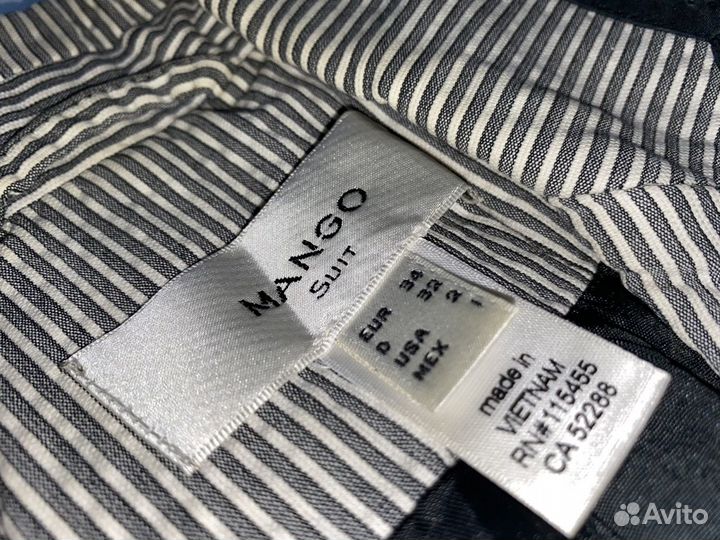 MANGO
SUIT
EUR 34
D 32
USA 2
MEX 1
made in
VIETNAM
RN#115455
CA 52288
Avito